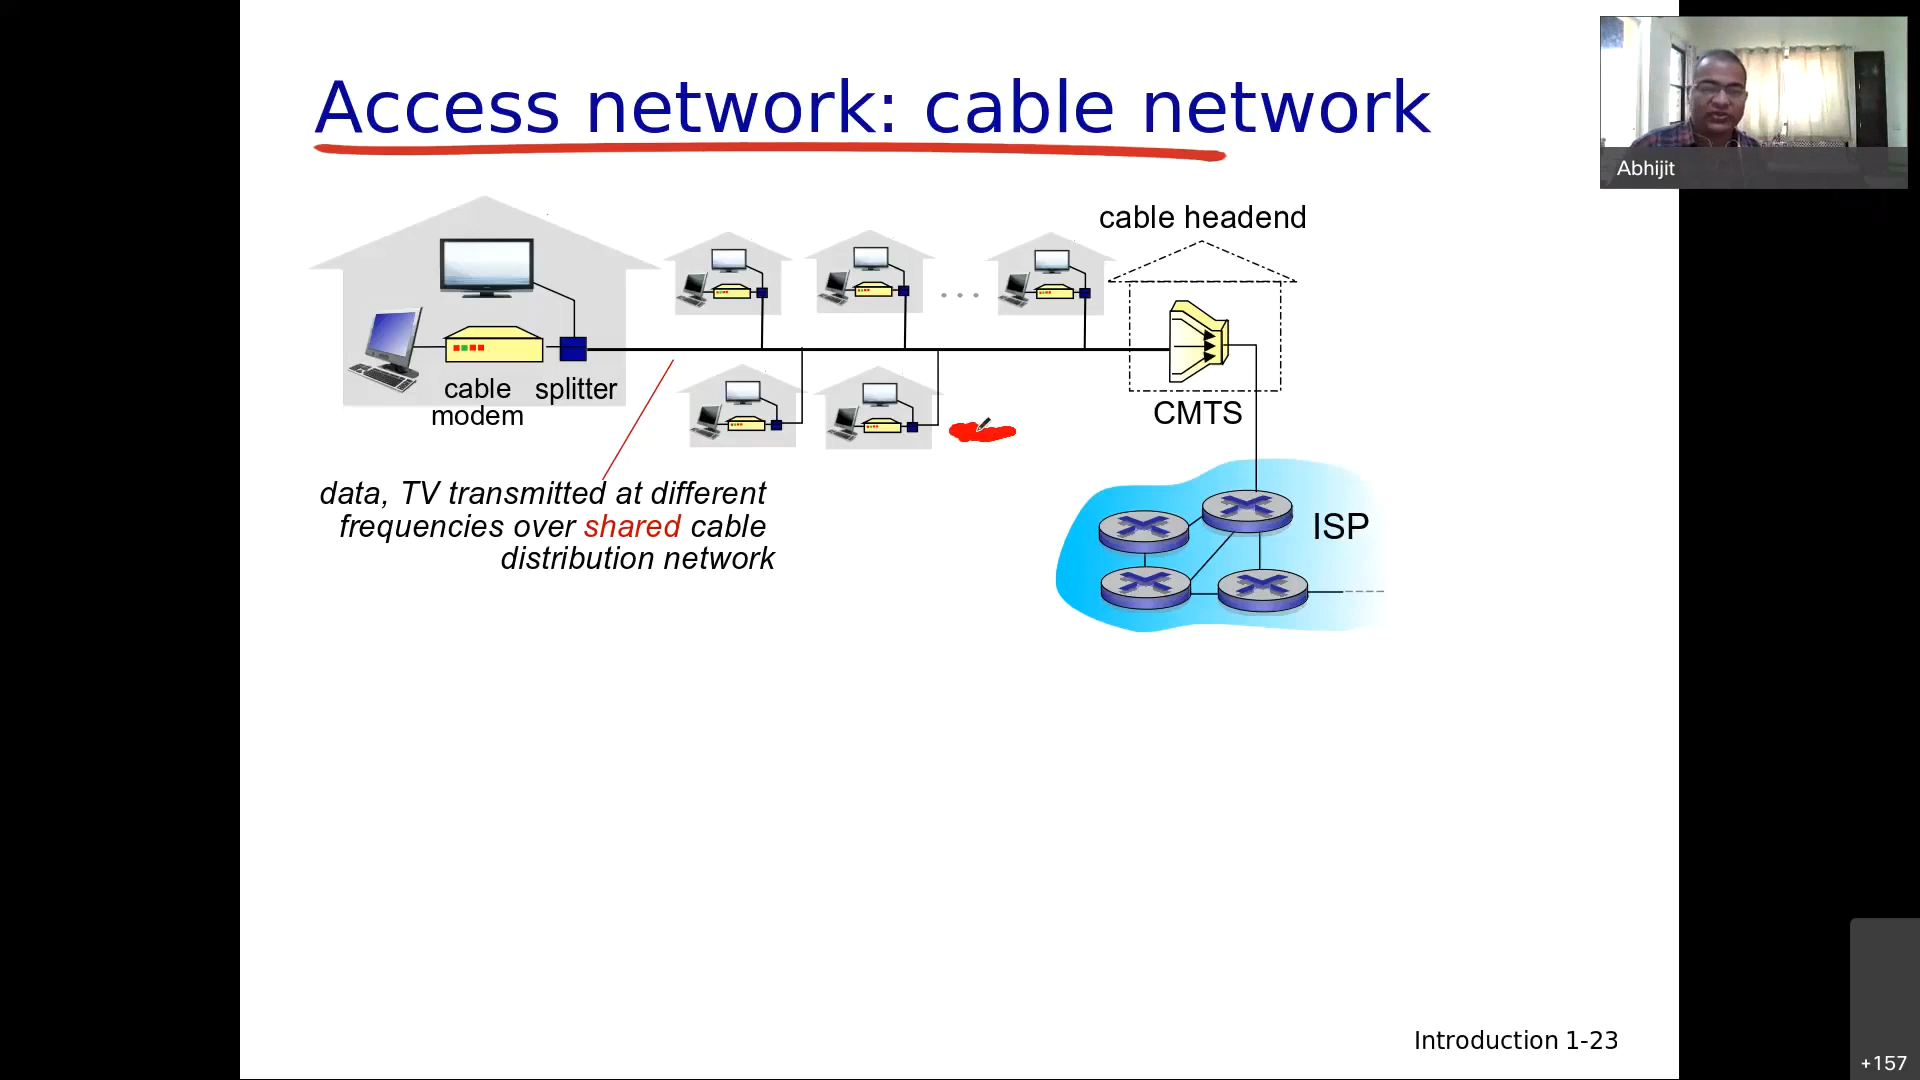 Access network: cable network
Abhijit
cable headend
cable splitter
modem
CMTS
data, TV transmitted at different
frequencies over shared cable
distribution network
ISP
Introduction 1-23
+157